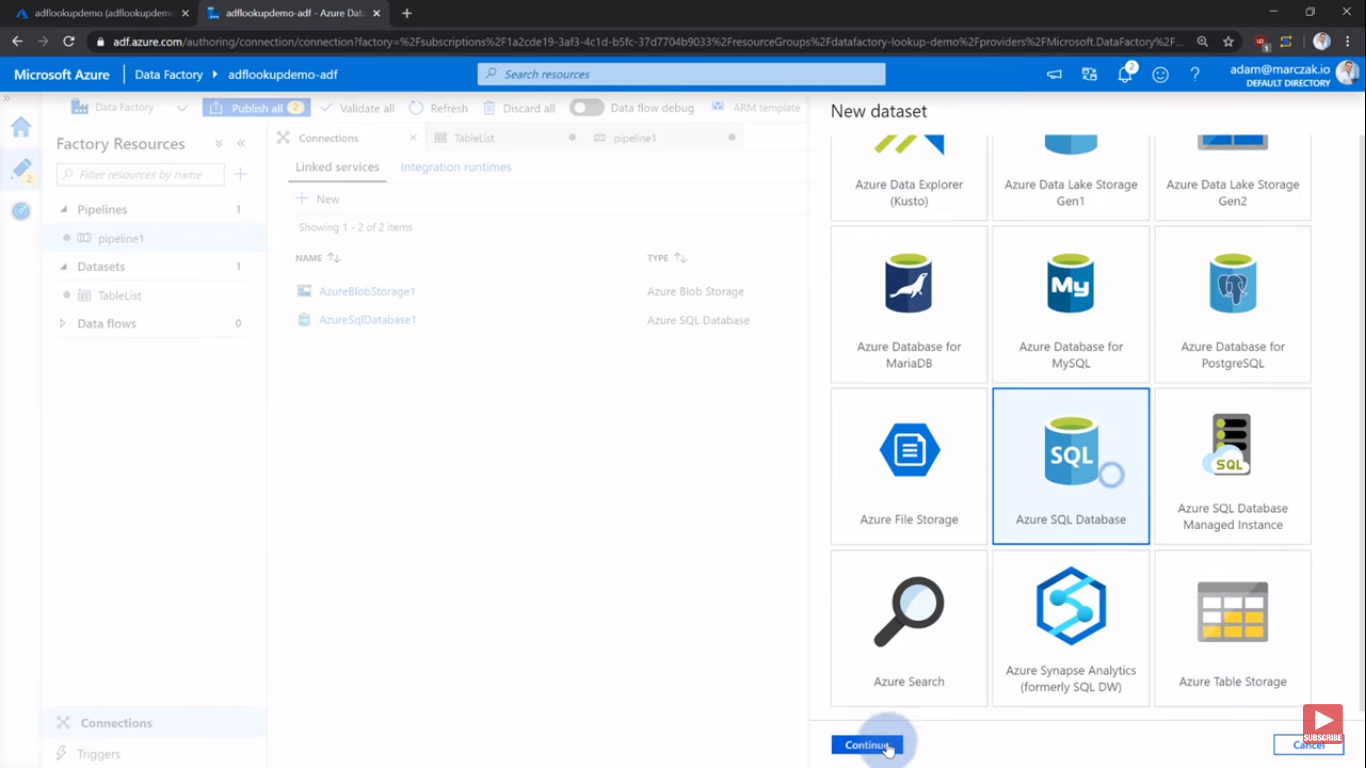 adflookupdemo (adflookupdemo
adflookupdemo-adf - Azure Dat
adf.azure.com/authoring/connection/connection?factory=%2Fsubscriptions%2F1a2cde19-3af3-4c1d-b5fc-37d7704b9033%2FresourceGroups%2Fdatafactory-lookup-demo%2Fproviders%2FMicrosoft.DataFactory%2F...
Microsoft Azure
Data Factory
adflookupdemo-adf
Search resources
2
adam@marczak.io
DEFAULT DIRECTORY
Data Factory
Publish all 2
Validate all
Refresh
Discard all
Data flow debug
ARM template
2
Factory Resources
Filter resources by name
Pipelines 1
pipeline1
Datasets 1
TableList
Data flows 0
Connections
Triggers
Connections
TableList
pipeline1
Linked services
Integration runtimes
New
Showing 1 - 2 of 2 items
NAME TYPE
AzureBlobStorage1 Azure Blob Storage
AzureSqlDatabase1 Azure SQL Database
New dataset
Azure Data Explorer
(Kusto)
Azure Data Lake Storage
Gen1
Azure Data Lake Storage
Gen2
Azure Database for
MariaDB
My
Azure Database for
MySQL
Azure Database for
PostgreSQL
Azure File Storage
SQL
Azure SQL Database
SQL
Azure SQL Database
Managed Instance
Azure Search
Azure Synapse Analytics
(formerly SQL DW)
Azure Table Storage
Continue
Cancel
SUBSCRIBE